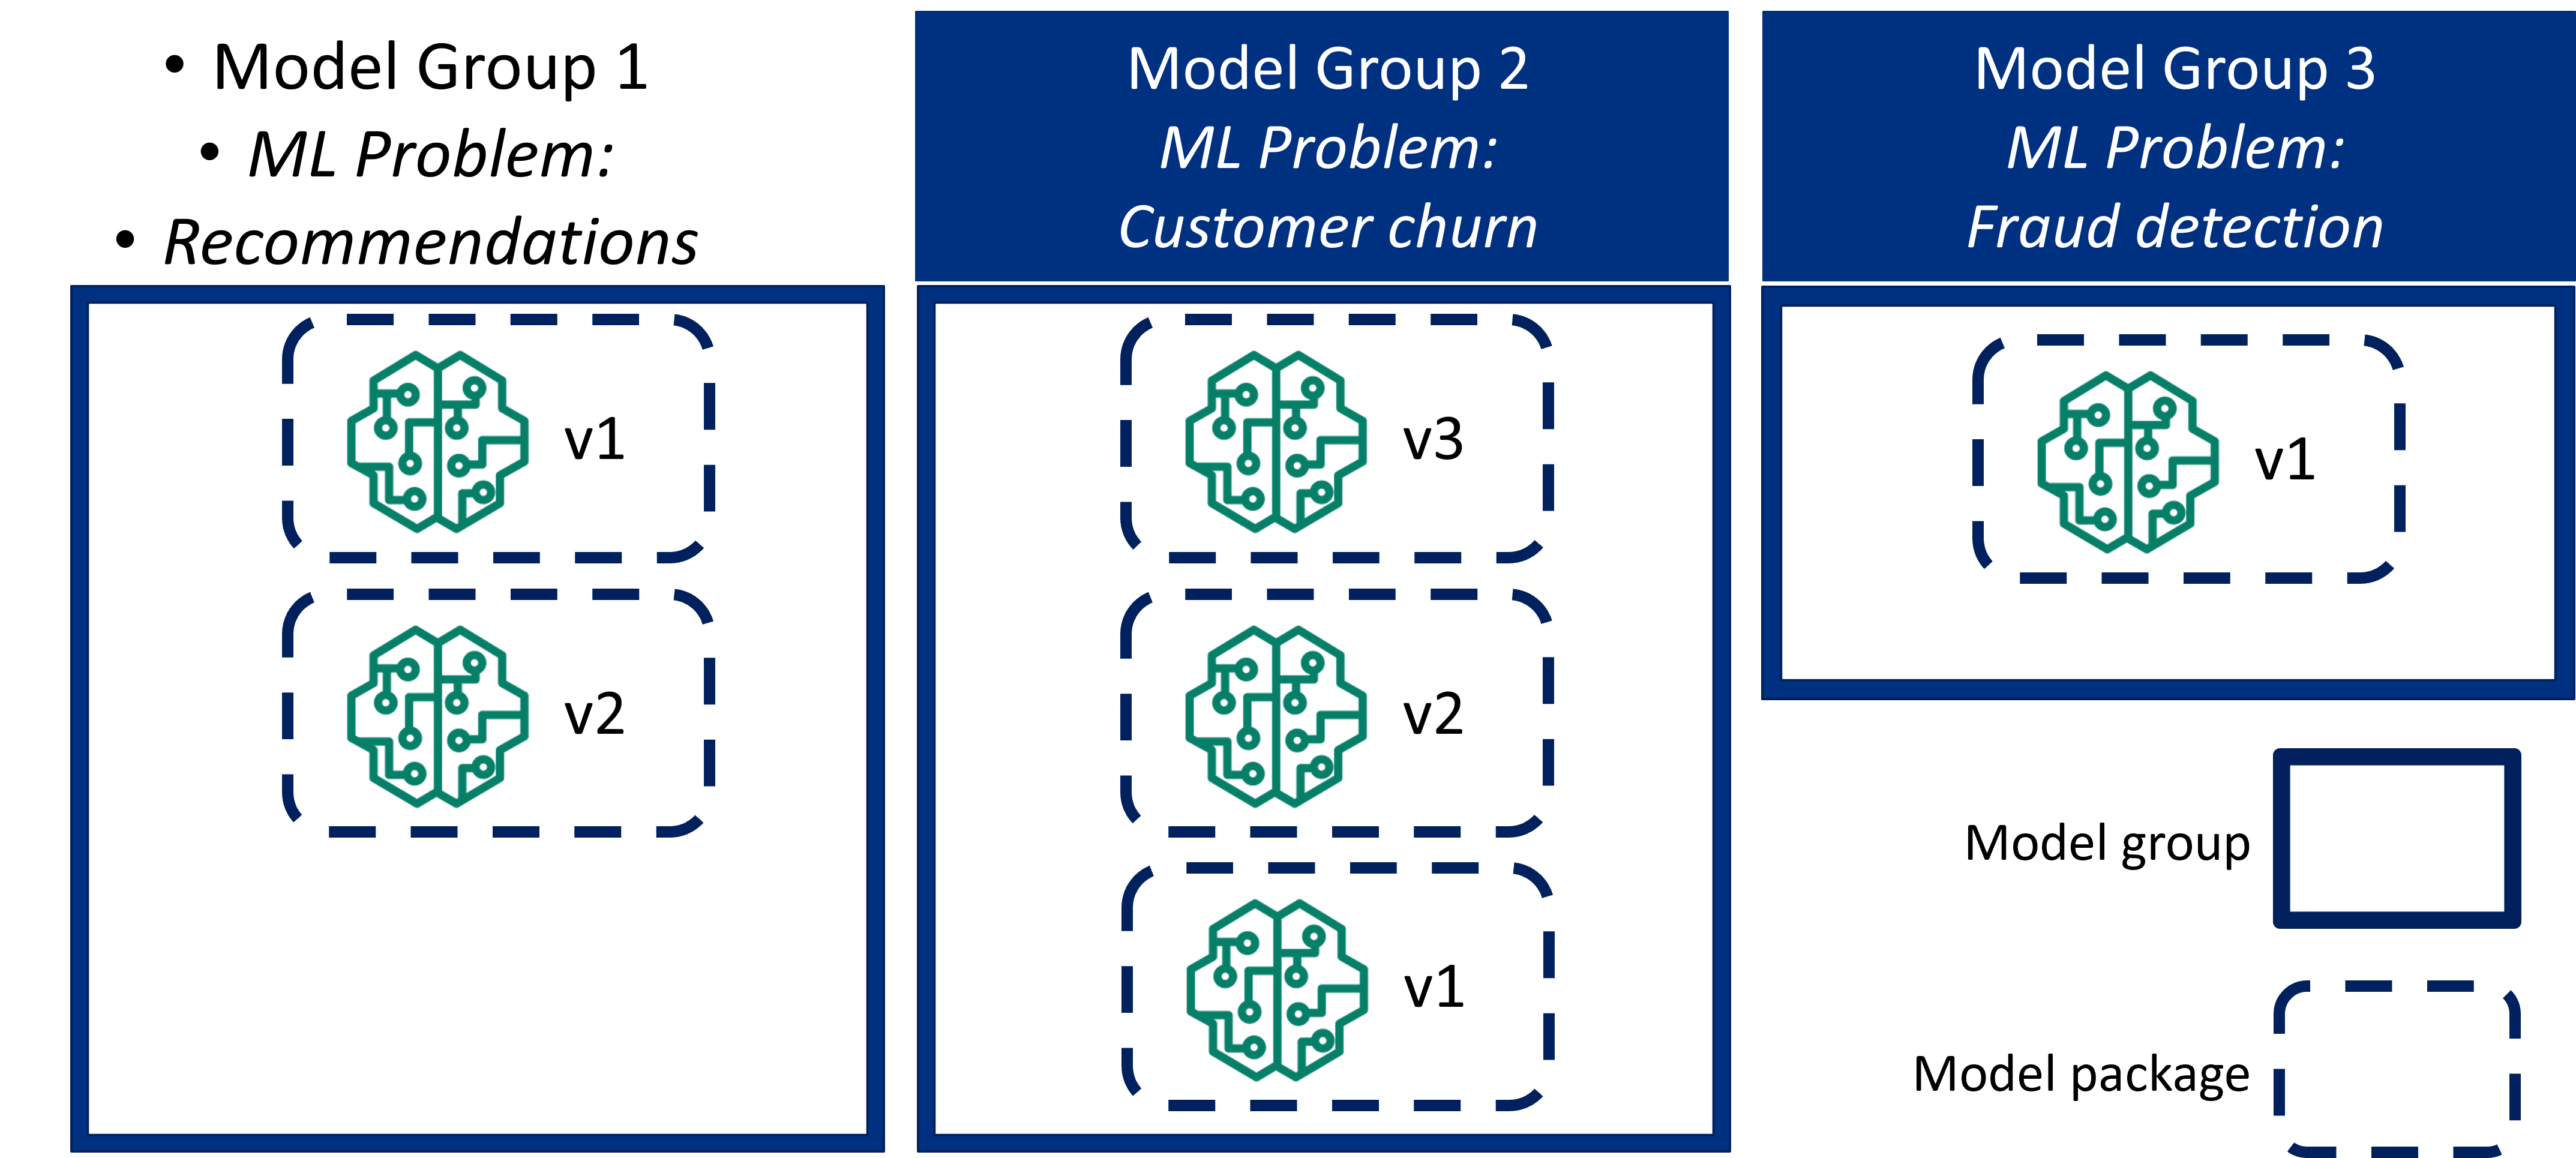 • Model Group 1
• ML Problem:
• Recommendations
v1
v2
Model Group 2
ML Problem:
Customer churn
v3
v2
v1
Model Group 3
ML Problem:
Fraud detection
v1
Model group
Model package